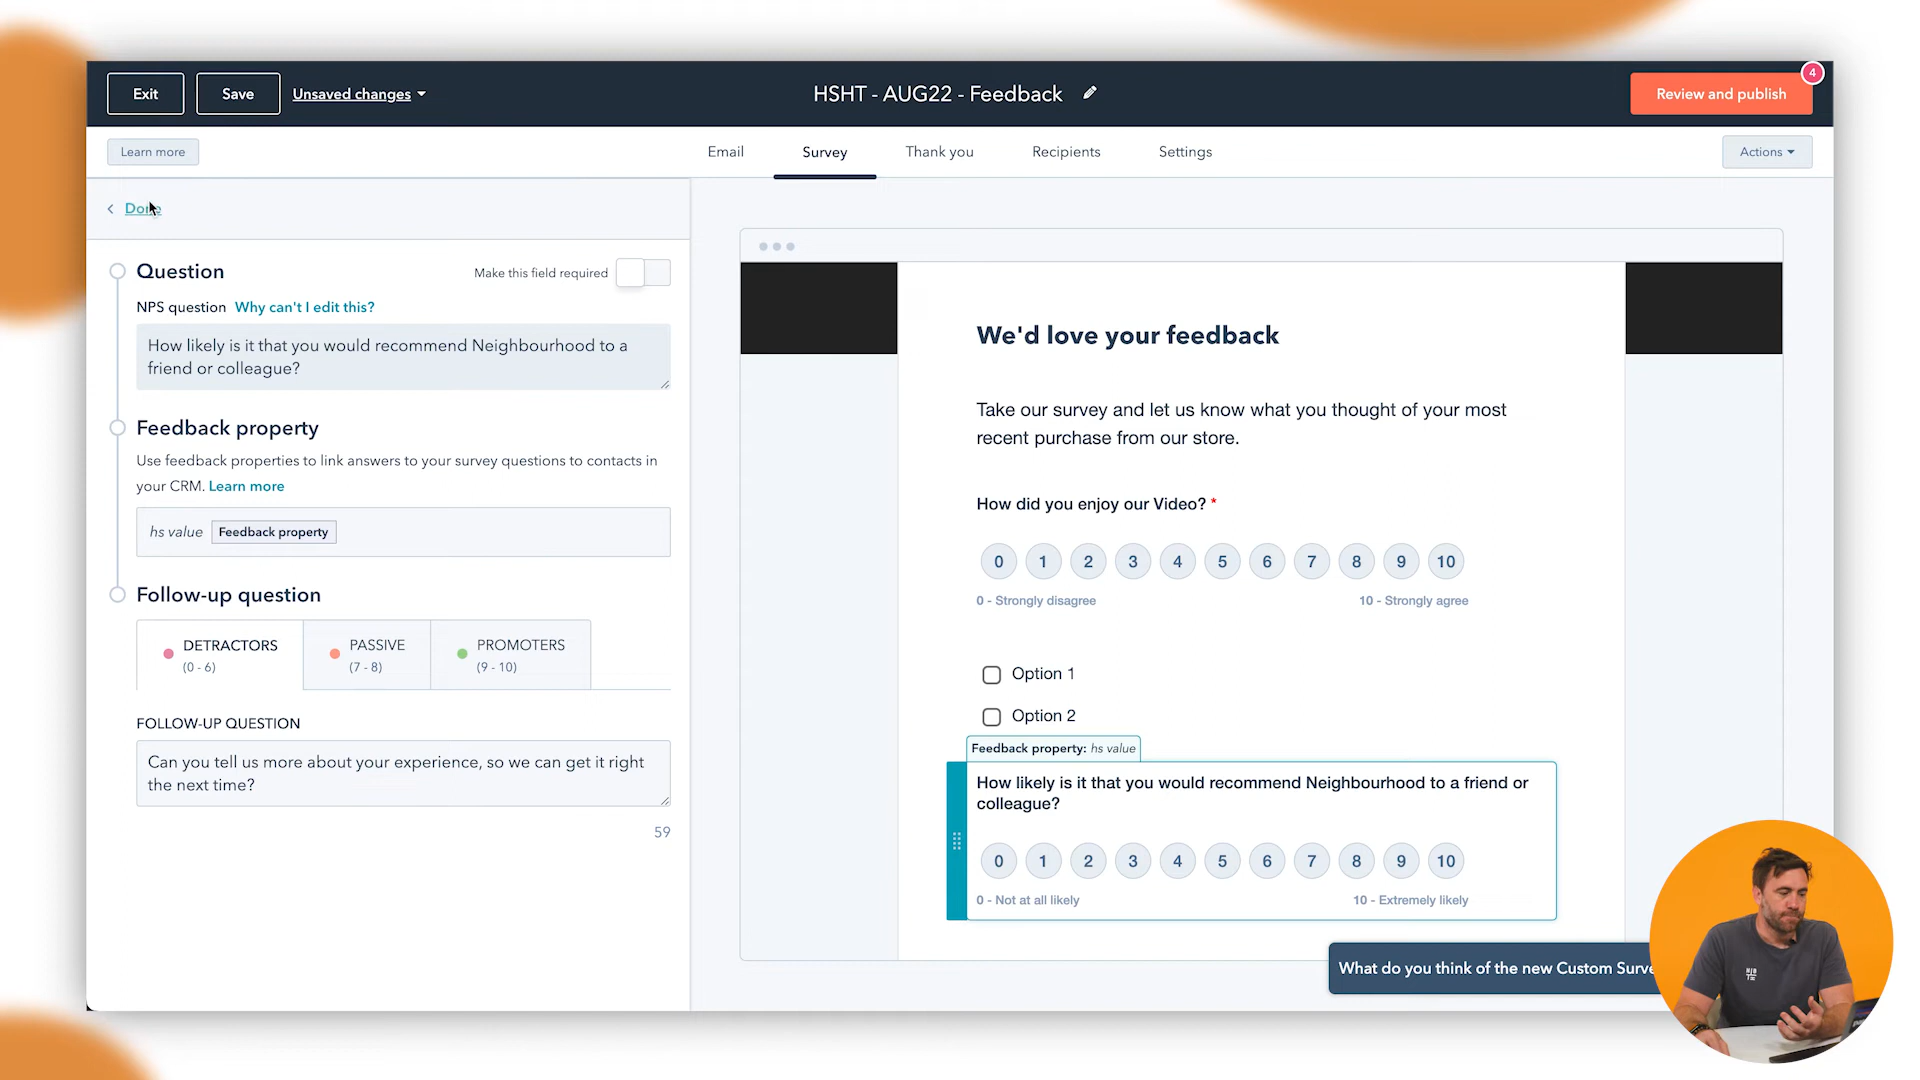 Exit
Save
Unsaved changes
HSHT - AUG22 - Feedback
Review and publish
4
Learn more
Email
Survey
Thank you
Recipients
Settings
Actions
Done
Question
Make this field required
NPS question Why can't I edit this?
How likely is it that you would recommend Neighbourhood to a
friend or colleague?
Feedback property
Use feedback properties to link answers to your survey questions to contacts in
your CRM. Learn more
hs value Feedback property
Follow-up question
DETRACTORS
(0 - 6)
PASSIVE
(7 - 8)
PROMOTERS
(9 - 10)
FOLLOW-UP QUESTION
Can you tell us more about your experience, so we can get it right
the next time?
59
We'd love your feedback
Take our survey and let us know what you thought of your most
recent purchase from our store.
How did you enjoy our Video? *
0 1 2 3 4 5 6 7 8 9 10
0 - Strongly disagree
10 - Strongly agree
Option 1
Option 2
Feedback property: hs value
How likely is it that you would recommend Neighbourhood to a friend or
colleague?
0 1 2 3 4 5 6 7 8 9 10
0 - Not at all likely
10 - Extremely likely
What do you think of the new Custom Surve